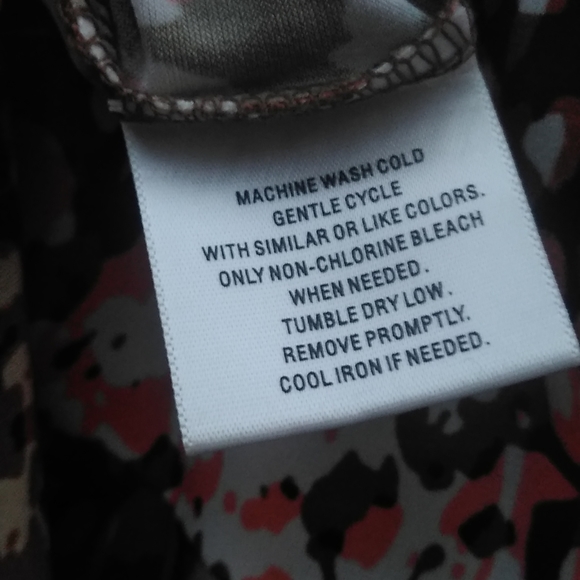 MACHINE WASH COLD
GENTLE CYCLE
WITH SIMILAR OR LIKE COLORS.
ONLY NON-CHLORINE BLEACH
WHEN NEEDED.
TUMBLE DRY LOW.
REMOVE PROMPTLY.
COOL IRON IF NEEDED.